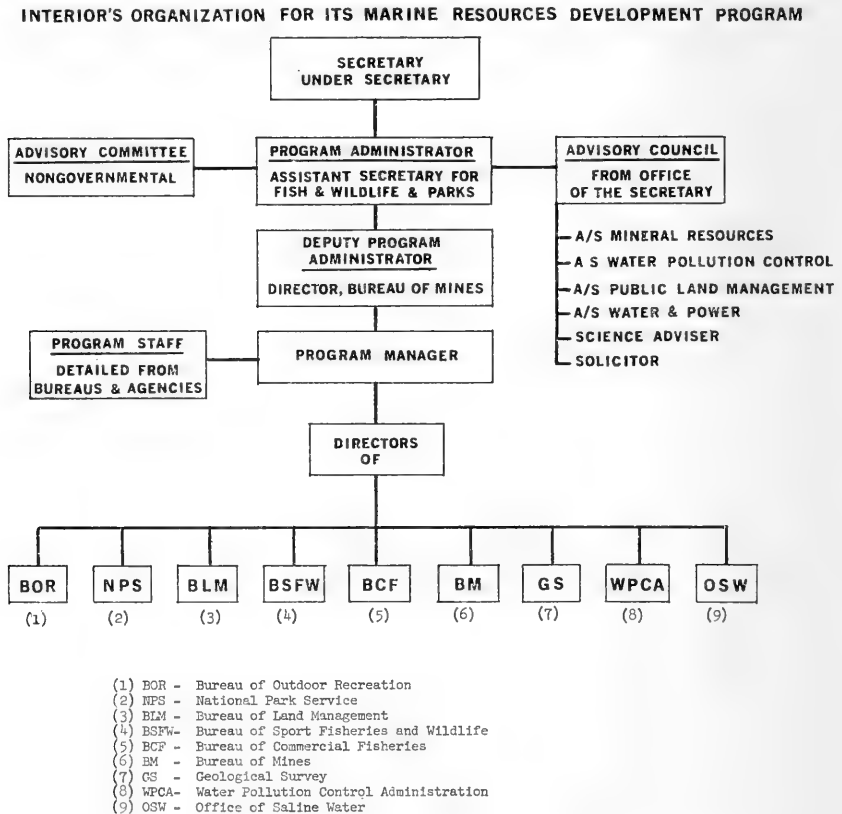 INTERIOR'S ORGANIZATION FOR ITS MARINE RESOURCES DEVELOPMENT PROGRAM
SECRETARY
UNDER SECRETARY
ADVISORY COMMITTEE
NONGOVERNMENTAL
PROGRAM ADMINISTRATOR
ASSISTANT SECRETARY FOR
FISH & WILDLIFE & PARKS
ADVISORY COUNCIL
FROM OFFICE
OF THE SECRETARY
A/S MINERAL RESOURCES
A S WATER POLLUTION CONTROL
A/S PUBLIC LAND MANAGEMENT
A/S WATER & POWER
SCIENCE ADVISER
SOLICITOR
DEPUTY PROGRAM
ADMINISTRATOR
DIRECTOR, BUREAU OF MINES
PROGRAM STAFF
DETAILED FROM
BUREAUS & AGENCIES
PROGRAM MANAGER
DIRECTORS
OF
BOR NPS BLM BSFW BCF BM GS WPCA OSW
(1) (2) (3) (4) (5) (6) (7) (8) (9)
(1) BOR - Bureau of Outdoor Recreation
(2) NPS - National Park Service
(3) BLM - Bureau of Land Management
(4) BSFW- Bureau of Sport Fisheries and Wildlife
(5) BCF - Bureau of Commercial Fisheries
(6) BM - Bureau of Mines
(7) GS - Geological Survey
(8) WPCA- Water Pollution Control Administration
(9) OSW - Office of Saline Water